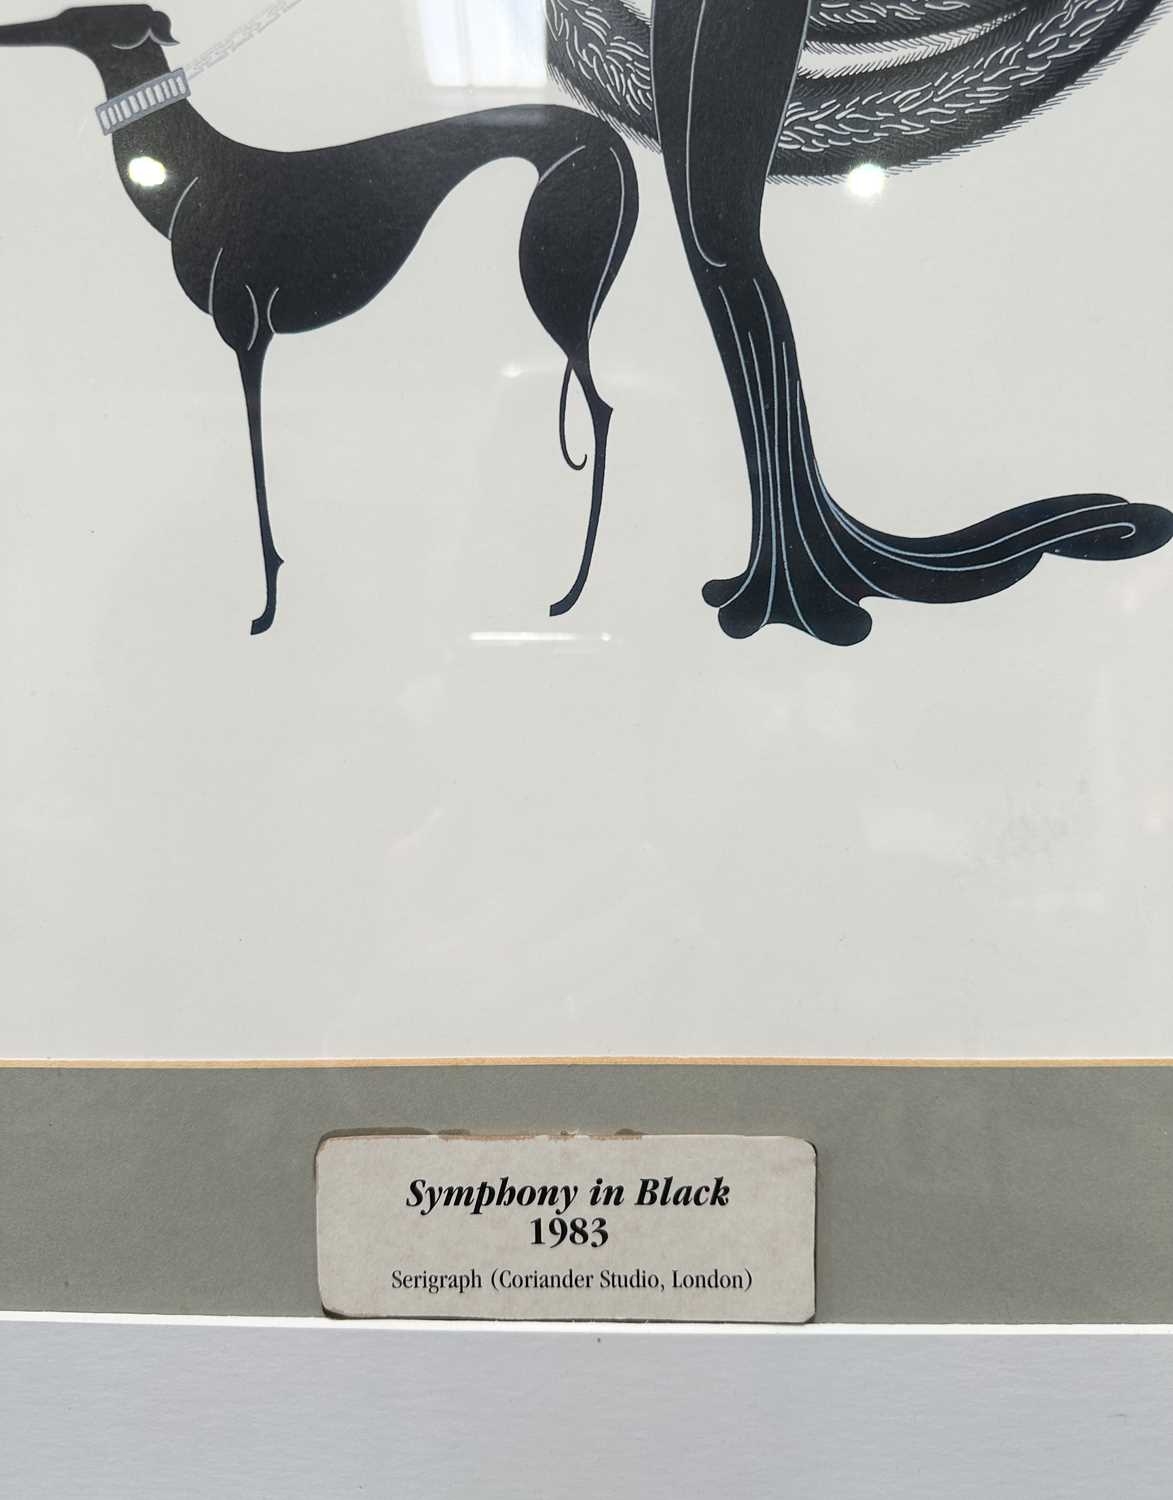 Symphony in Black
1983
Serigraph (Coriander Studio, London)